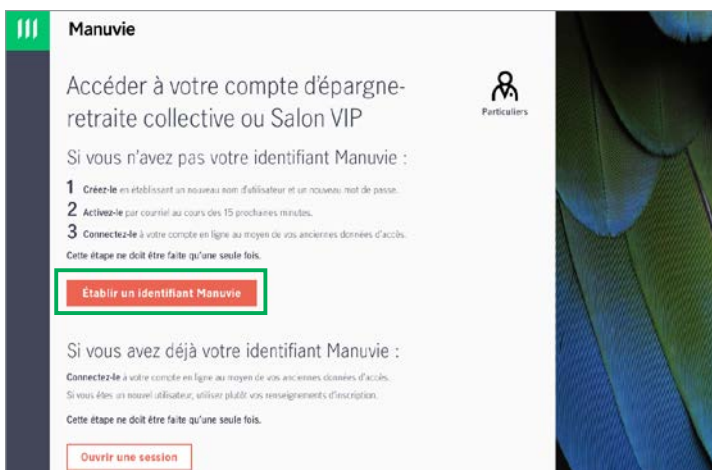 Manuvie
Accéder à votre compte d'épargne-
retraite collective ou Salon VIP
Particuliers
Si vous n'avez pas votre identifiant Manuvie :
1 Créez-le en établissant un nouveau nom d'utilisateur et un nouveau mot de passe.
2 Activez-le par courriel au cours des 15 prochaines minutes.
3 Connectez-le à votre compte en ligne au moyen de vos anciennes données d'accès.
Cette étape ne doit être faite qu'une seule fois.
Établir un identifiant Manuvie
Si vous avez déjà votre identifiant Manuvie :
Connectez-le à votre compte en ligne au moyen de vos anciennes données d'accès.
Si vous êtes un nouvel utilisateur, utiliser plutôt vos renseignements d'inscription.
Cette étape ne doit être faite qu'une seule fois.
Ouvrir une session